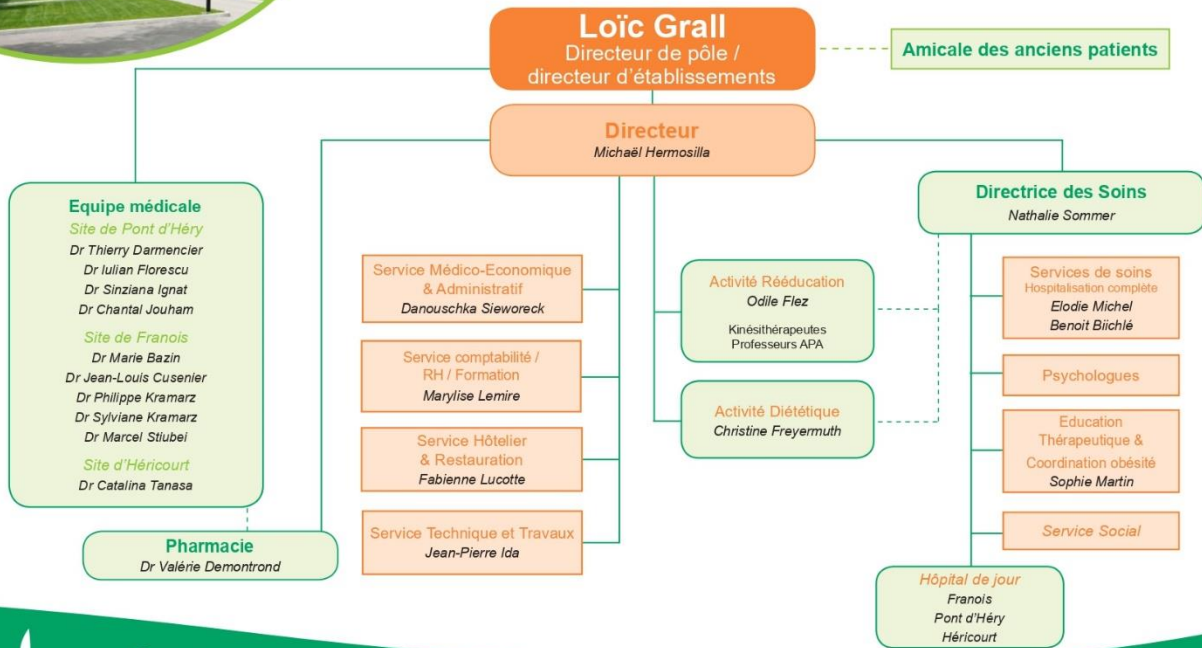 Loïc Grall
Directeur de pôle /
directeur d'établissements
Amicale des anciens patients
Directeur
Michaël Hermosilla
Equipe médicale
Site de Pont d'Héry
Dr Thierry Darmencier
Dr Iulian Florescu
Dr Sinziana Ignat
Dr Chantal Jouham
Site de Franois
Dr Marie Bazin
Dr Jean-Louis Cusenier
Dr Philippe Kramarz
Dr Sylviane Kramarz
Dr Marcel Stiubei
Site d'Héricourt
Dr Catalina Tanasa
Pharmacie
Dr Valérie Demontrond
Service Médico-Economique
& Administratif
Danouschka Sieworeck
Service comptabilité /
RH / Formation
Marylise Lemire
Service Hôtelier
& Restauration
Fabienne Lucotte
Service Technique et Travaux
Jean-Pierre Ida
Activité Rééducation
Odile Flez
Kinésithérapeutes
Professeurs APA
Activité Diététique
Christine Freyermuth
Directrice des Soins
Nathalie Sommer
Services de soins
Hospitalisation complète
Elodie Michel
Benoit Biichlé
Psychologues
Education
Thérapeutique &
Coordination obésité
Sophie Martin
Service Social
Hôpital de jour
Franois
Pont d'Héry
Héricourt